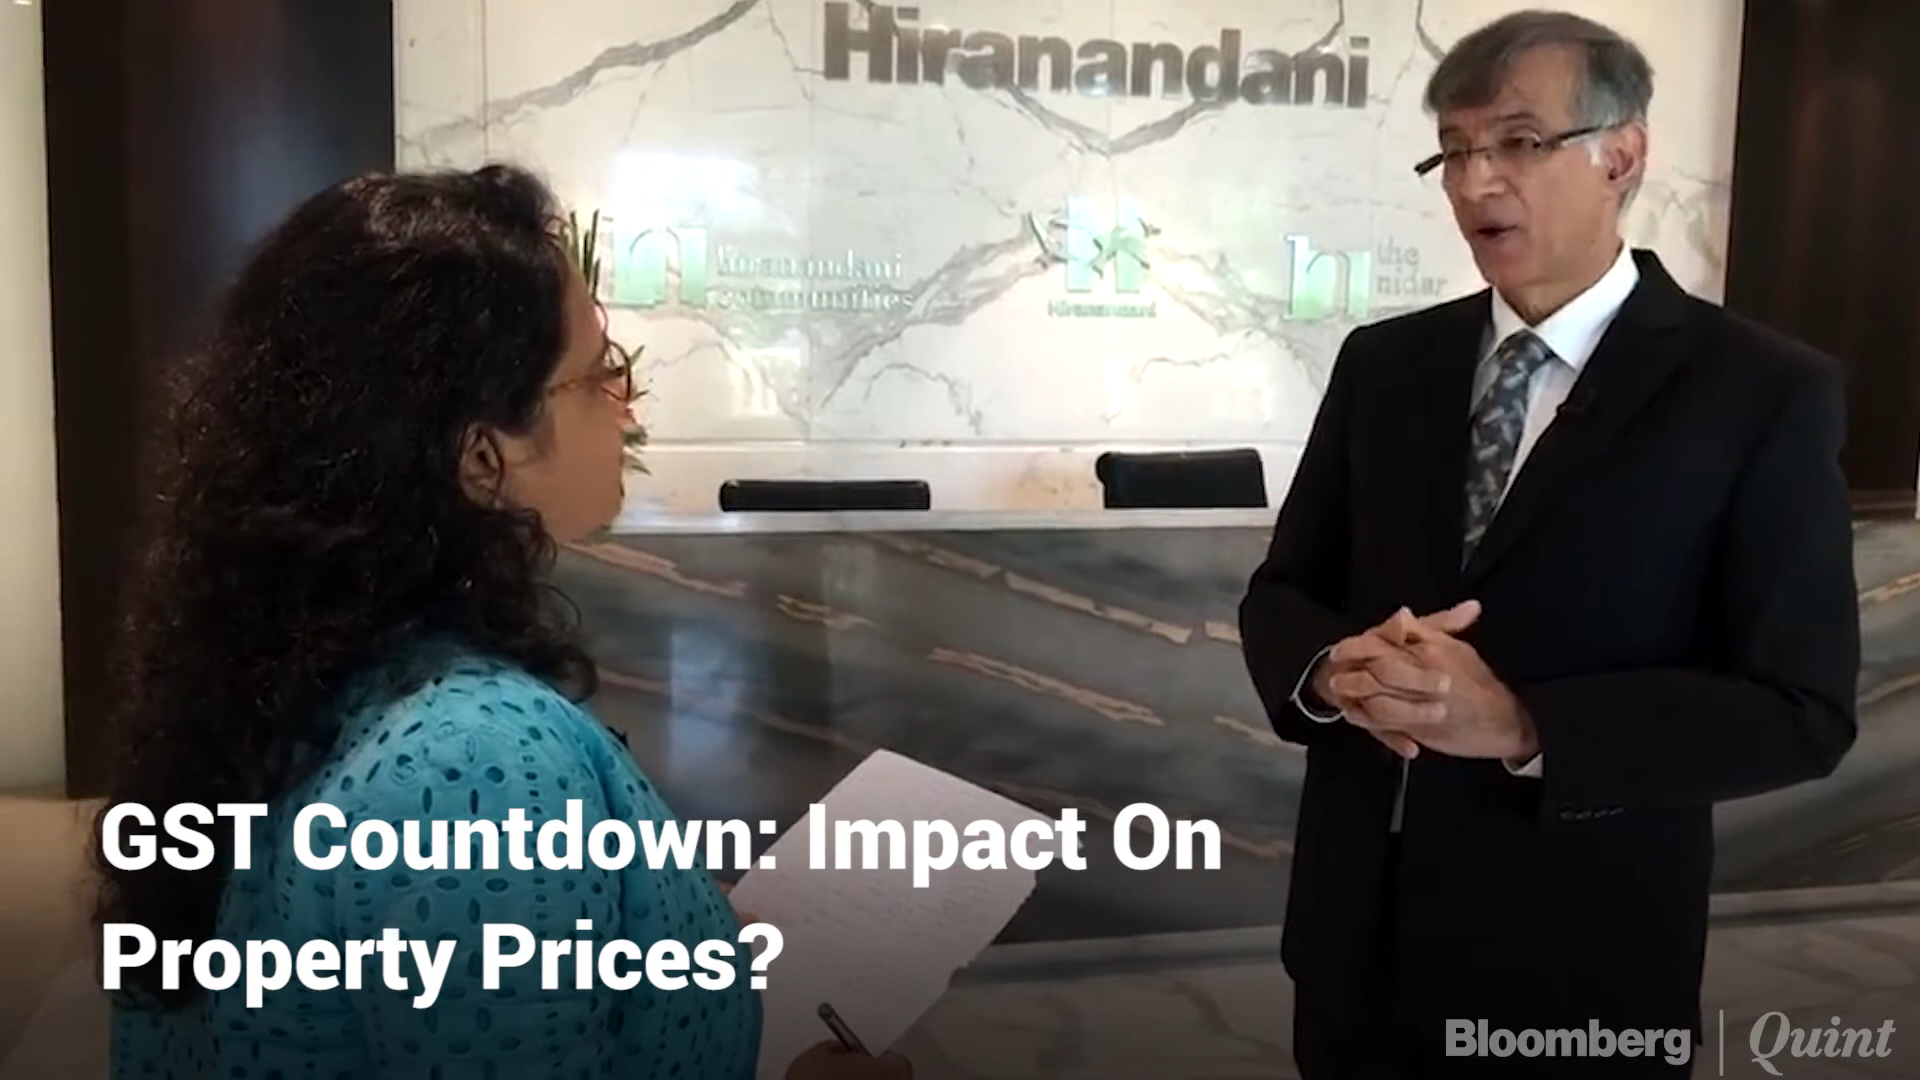 Hiranandani
hiranandani
communities
Hiranandani
the
nidar
GST Countdown: Impact On
Property Prices?
Bloomberg | Quint